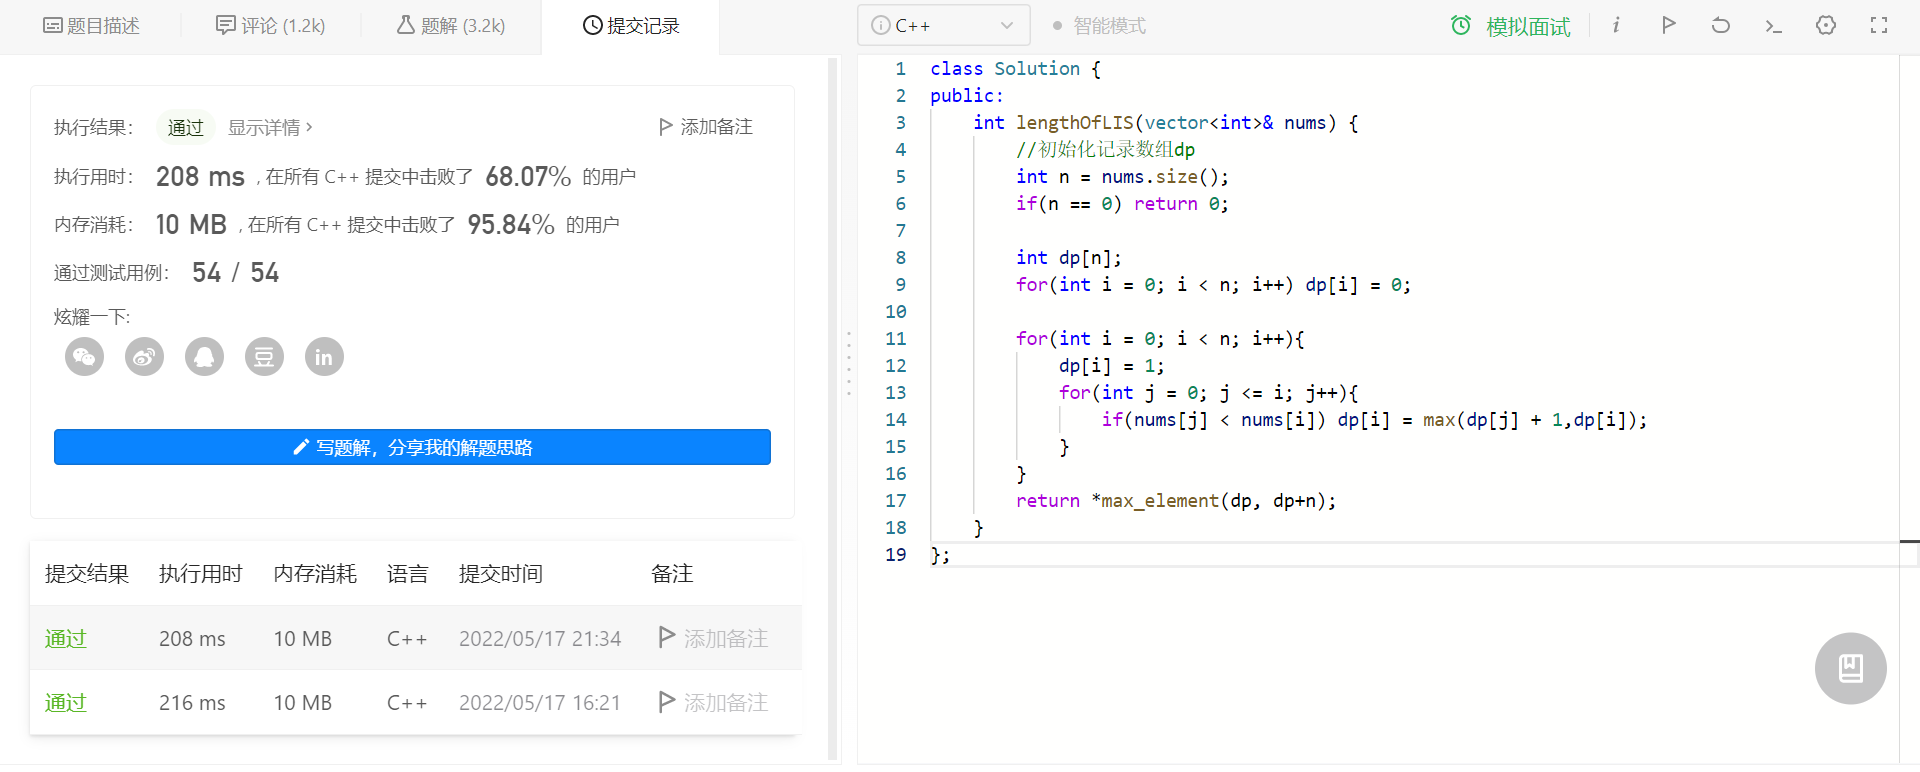 题目描述
评论 (1.2k)
题解 (3.2k)
提交记录
执行结果： 通过 显示详情 >
添加备注
执行用时： 208 ms , 在所有 C++ 提交中击败了 68.07% 的用户
内存消耗： 10 MB , 在所有 C++ 提交中击败了 95.84% 的用户
通过测试用例： 54 / 54
炫耀一下:
豆 in
写题解，分享我的解题思路
提交结果 执行用时 内存消耗 语言 提交时间 备注
通过 208 ms 10 MB C++ 2022/05/17 21:34 添加备注
通过 216 ms 10 MB C++ 2022/05/17 16:21 添加备注
i C++
智能模式
模拟面试
i
>_
1 class Solution {
2 public:
3 int lengthOfLIS(vector<int>& nums) {
4 //初始化记录数组dp
5 int n = nums.size();
6 if(n == 0) return 0;
7
8 int dp[n];
9 for(int i = 0; i < n; i++) dp[i] = 0;
10
11 for(int i = 0; i < n; i++){
12 dp[i] = 1;
13 for(int j = 0; j <= i; j++){
14 if(nums[j] < nums[i]) dp[i] = max(dp[j] + 1,dp[i]);
15 }
16 }
17 return *max_element(dp, dp+n);
18 }
19 };